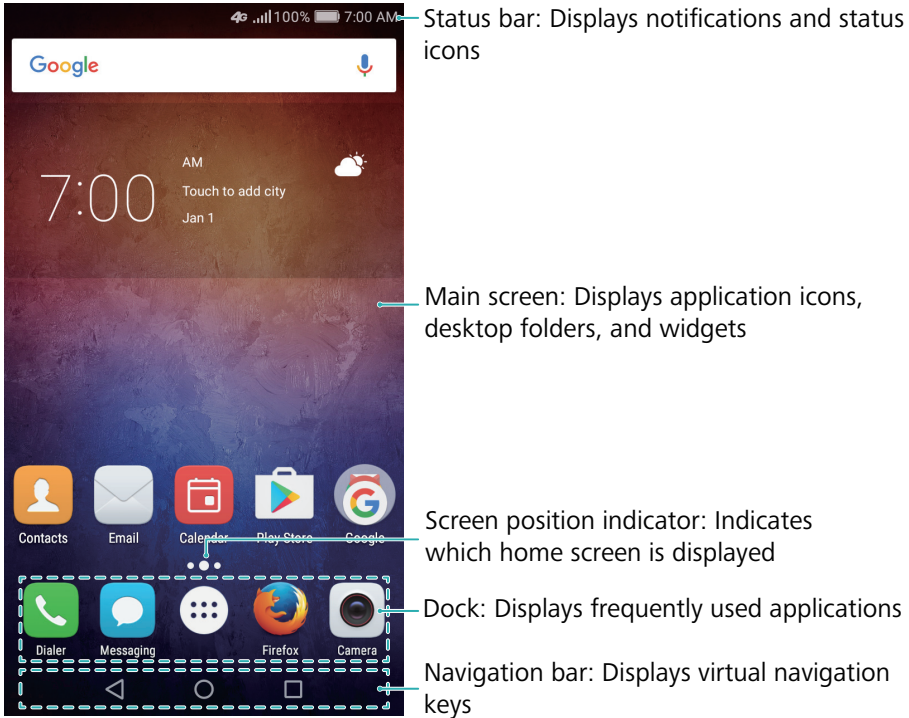 4G 100% 7:00 AM
Status bar: Displays notifications and status
icons
Google
7:00
AM
Touch to add city
Jan 1
Main screen: Displays application icons,
desktop folders, and widgets
Contacts Email Calendar Play Store Google
Screen position indicator: Indicates
which home screen is displayed
Dock: Displays frequently used applications
Dialer Messaging Firefox Camera
Navigation bar: Displays virtual navigation
keys